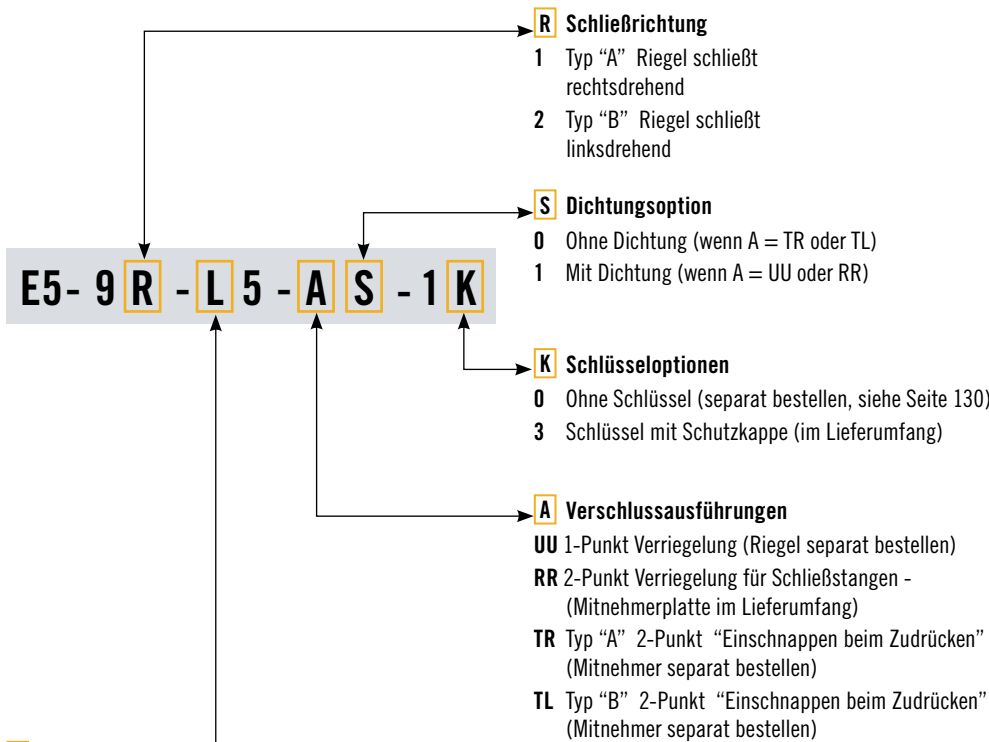 R Schließrichtung
1 Typ “A” Riegel schließt
rechtsdrehend
2 Typ “B” Riegel schließt
linksdrehend
S Dichtungsoption
0 Ohne Dichtung (wenn A = TR oder TL)
1 Mit Dichtung (wenn A = UU oder RR)
E5- 9 R - L 5 - A S - 1 K
K Schlüsseloptionen
0 Ohne Schlüssel (separat bestellen, siehe Seite 130)
3 Schlüssel mit Schutzkappe (im Lieferumfang)
A Verschlussausführungen
UU 1-Punkt Verriegelung (Riegel separat bestellen)
RR 2-Punkt Verriegelung für Schließstangen -
(Mitnehmerplatte im Lieferumfang)
TR Typ “A” 2-Punkt “Einschnappen beim Zudrücken”
(Mitnehmer separat bestellen)
TL Typ “B” 2-Punkt “Einschnappen beim Zudrücken”
(Mitnehmer separat bestellen)